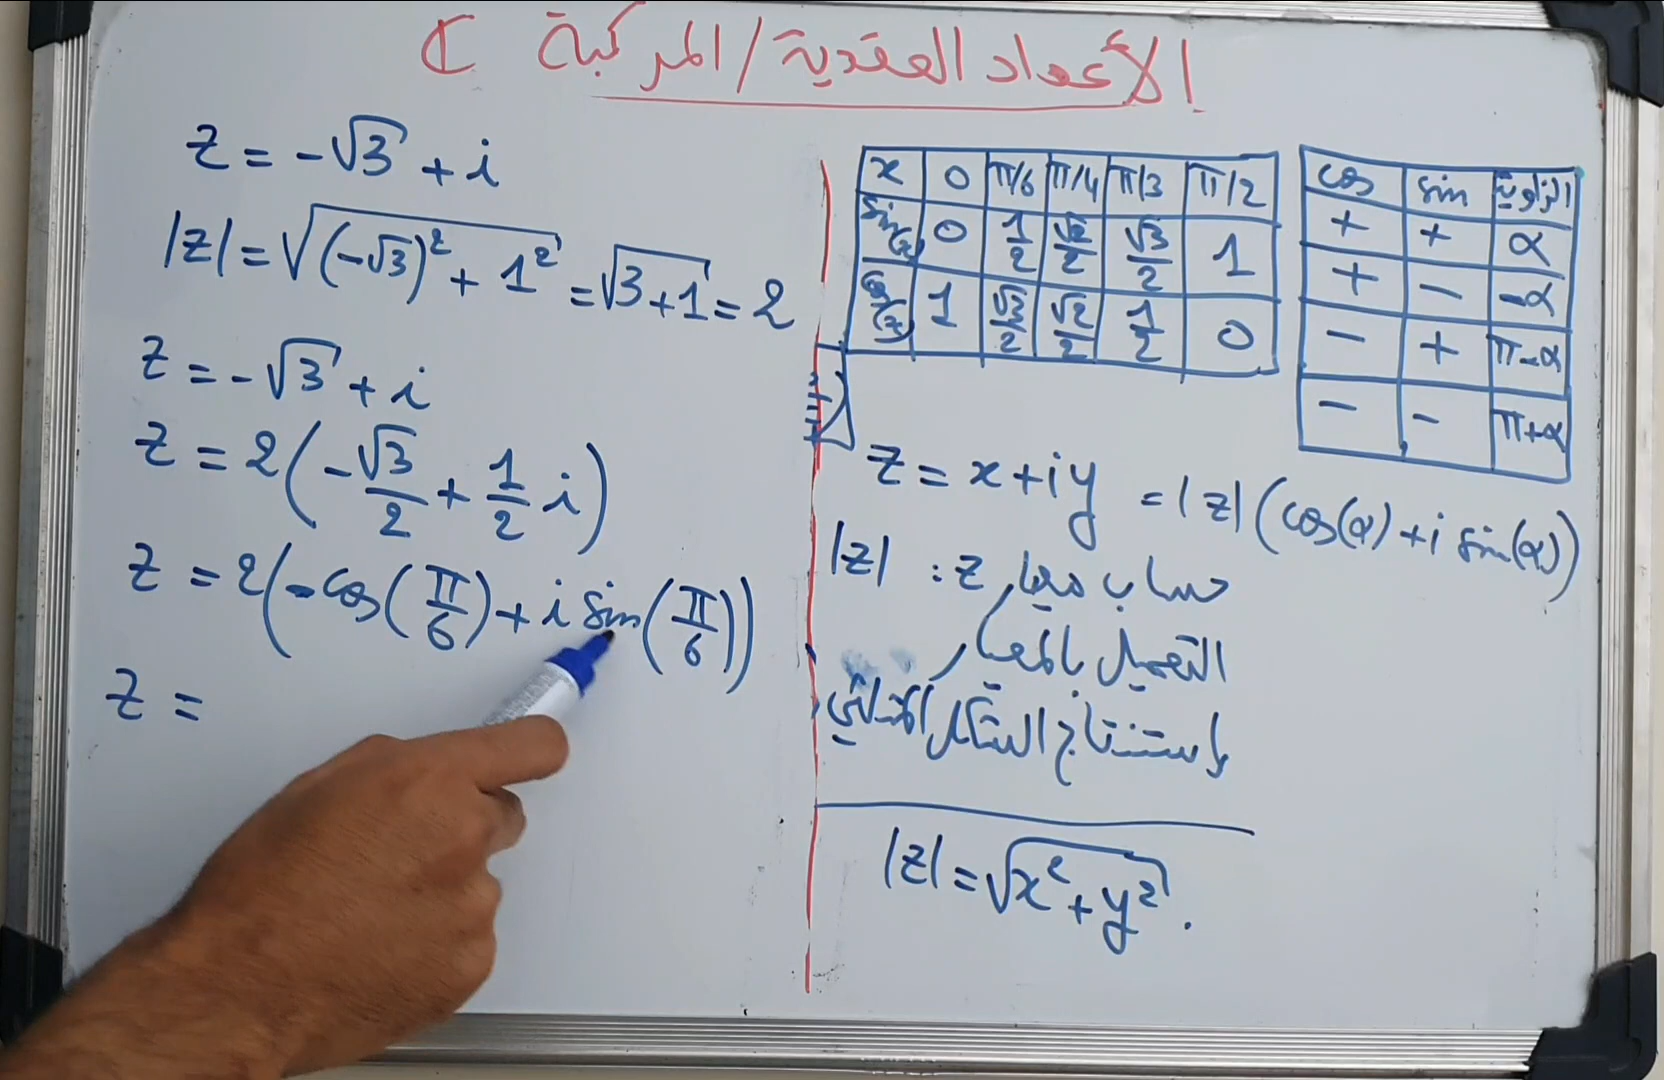 الأعداد العقدية/المركبة ℂ
z = -√3 + i
|z| = √((-√3)² + 1²) = √(3+1) = 2
z = -√3 + i
z = 2(-√3/2 + 1/2 i)
z = 2(-cos(π/6) + i sin(π/6))
z =
x 0 π/6 π/4 π/3 π/2
sin(x) 0 1/2 √2/2 √3/2 1
cos(x) 1 √3/2 √2/2 1/2 0
cos sin الزاوية
+ + α
+ - -α
- + π-α
- - π+α
z = x+iy = |z|(cos(α)+i sin(α))
حساب معيار z : |z|
التعميل بالمعيار
إستنتاج الشكل المثلثي
|z| = √(x²+y²).